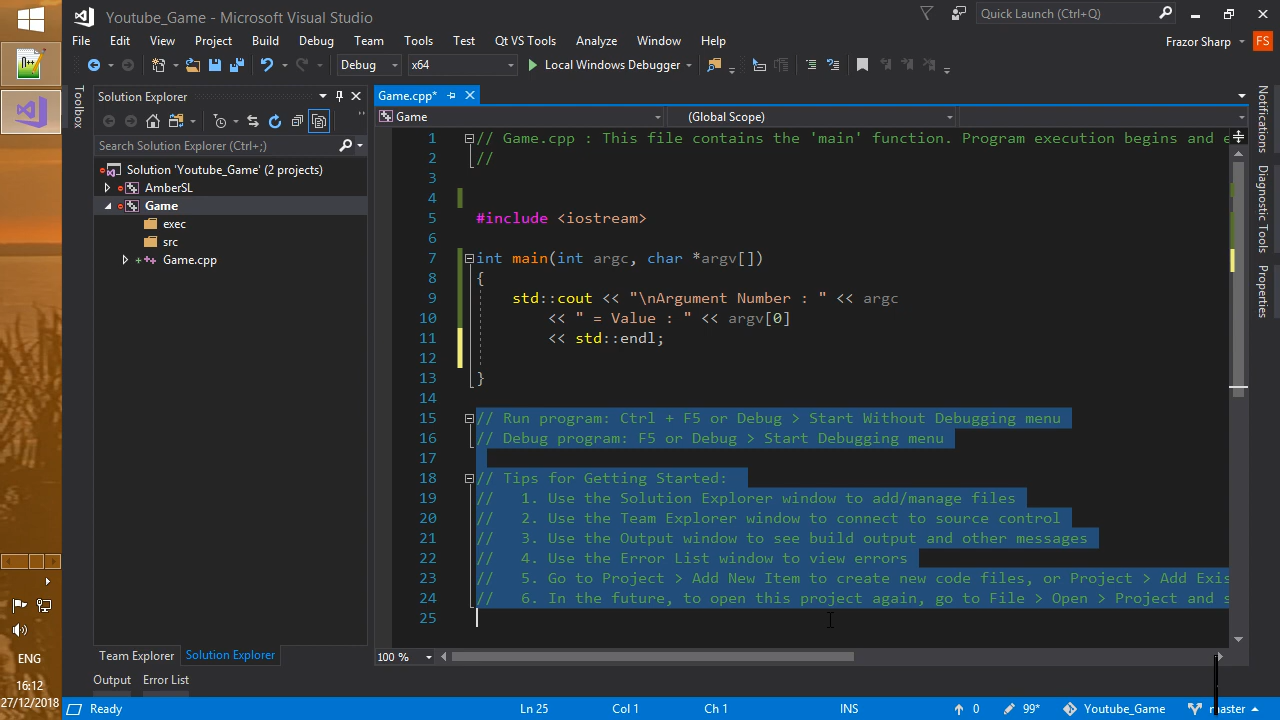 Youtube_Game - Microsoft Visual Studio
Quick Launch (Ctrl+Q)
File Edit View Project Build Debug Team Tools Test Qt VS Tools Analyze Window Help
Frazor Sharp FS
Debug x64 Local Windows Debugger
Toolbox
Solution Explorer
Search Solution Explorer (Ctrl+;)
Solution 'Youtube_Game' (2 projects)
AmberSL
Game
exec
src
Game.cpp
Team Explorer Solution Explorer
Game.cpp*
Game (Global Scope)
1 // Game.cpp : This file contains the 'main' function. Program execution begins and e
2 //
3
4
5 #include <iostream>
6
7 int main(int argc, char *argv[])
8 {
9 std::cout << "\nArgument Number : " << argc
10 << " = Value : " << argv[0]
11 << std::endl;
12
13 }
14
15 // Run program: Ctrl + F5 or Debug > Start Without Debugging menu
16 // Debug program: F5 or Debug > Start Debugging menu
17
18 // Tips for Getting Started:
19 //   1. Use the Solution Explorer window to add/manage files
20 //   2. Use the Team Explorer window to connect to source control
21 //   3. Use the Output window to see build output and other messages
22 //   4. Use the Error List window to view errors
23 //   5. Go to Project > Add New Item to create new code files, or Project > Add Exis
24 //   6. In the future, to open this project again, go to File > Open > Project and s
25
100 %
Notifications
Diagnostic Tools
Properties
Output Error List
Ready Ln 25 Col 1 Ch 1 INS 0 99* Youtube_Game master
ENG
16:12
27/12/2018